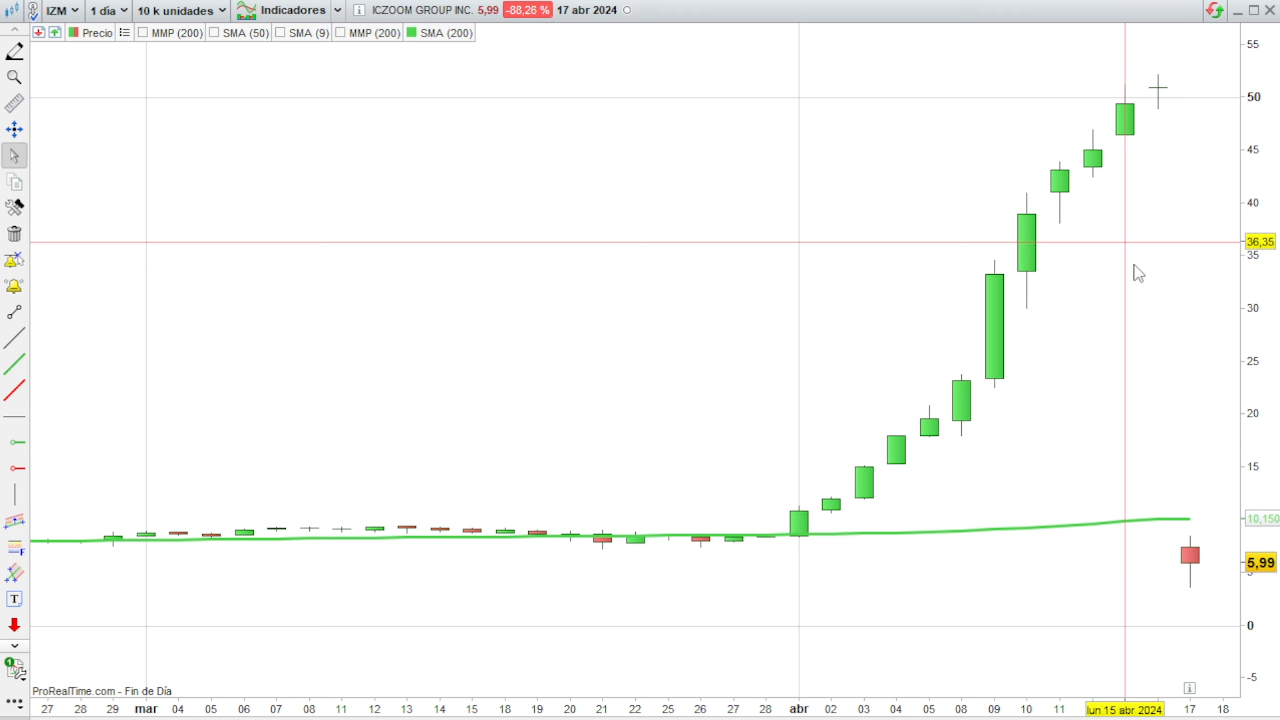 IZM 1 día 10 k unidades Indicadores ICZOOM GROUP INC. 5,99 -88,26 % 17 abr 2024
Precio MMP (200) SMA (50) SMA (9) MMP (200) SMA (200)
55
50
45
40
36,35
35
30
25
20
15
10,150
5,99
5
0
-5
T
F
1
ProRealTime.com - Fin de Día
27 28 29 mar 04 05 06 07 08 11 12 13 14 15 18 19 20 21 22 25 26 27 28 abr 02 03 04 05 08 09 10 11 lun 15 abr 2024 17 18